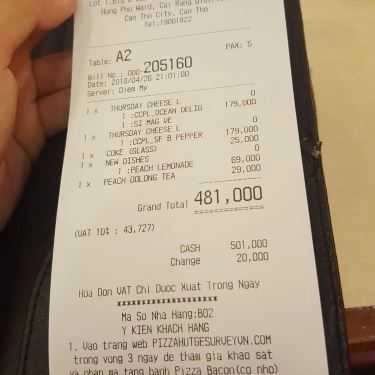 Hung Phu Ward, Cai Rang
Can Tho City, Can Tho
Tel:19001822
Table: A2 PAX: 5
Bill No.: 000-205160
Date: 2018/04/26 21:01:00
Server: Diem My
1 x THURSDAY CHEESE L 0
1 :CCPL,OCEAN DELIG 179,000
1 :S2 MAG VE 0
1 x THURSDAY CHEESE L
1 :CCPL,SF B PEPPER 179,000
1 x COKE (GLASS) 25,000
1 x NEW DISHES 0
1 :PEACH LEMONADE 69,000
1 x PEACH OOLONG TEA 29,000
Grand Total 481,000
(VAT 10% : 43,727)
CASH 501,000
Change 20,000
Hoa Don VAT Chi Duoc Xuat Trong Ngay
Ma So Nha Hang:B02
Y KIEN KHACH HANG
1. Vao trang web PIZZAHUTGESURVEYVN.COM
trong vong 3 ngay de tham gia khao sat
va nhan ma tang banh Pizza Bacon(co nho)